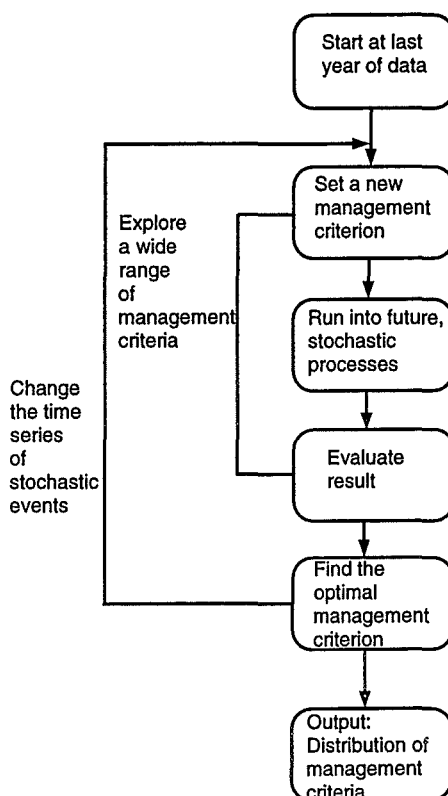 Start at last
year of data
Set a new
management
criterion
Explore
a wide
range
of
management
criteria
Run into future,
stochastic
processes
Change
the time
series
of
stochastic
events
Evaluate
result
Find the
optimal
management
criterion
Output:
Distribution of
management
criteria